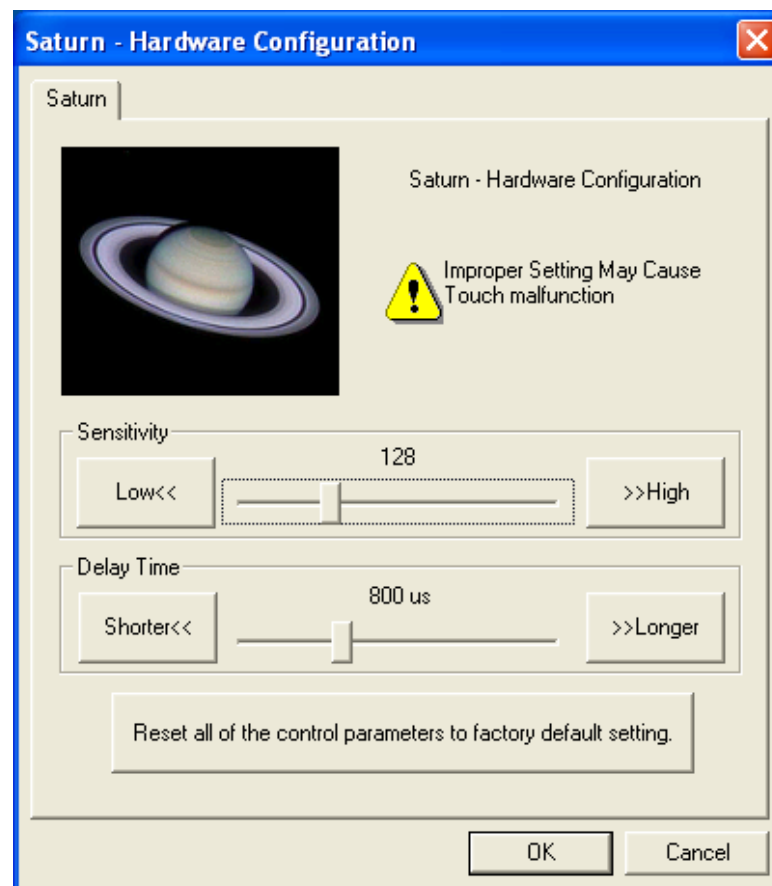 Saturn - Hardware Configuration
Saturn
Saturn - Hardware Configuration
Improper Setting May Cause
Touch malfunction
Sensitivity
128
Low<<
>>High
Delay Time
800 us
Shorter<<
>>Longer
Reset all of the control parameters to factory default setting.
OK
Cancel